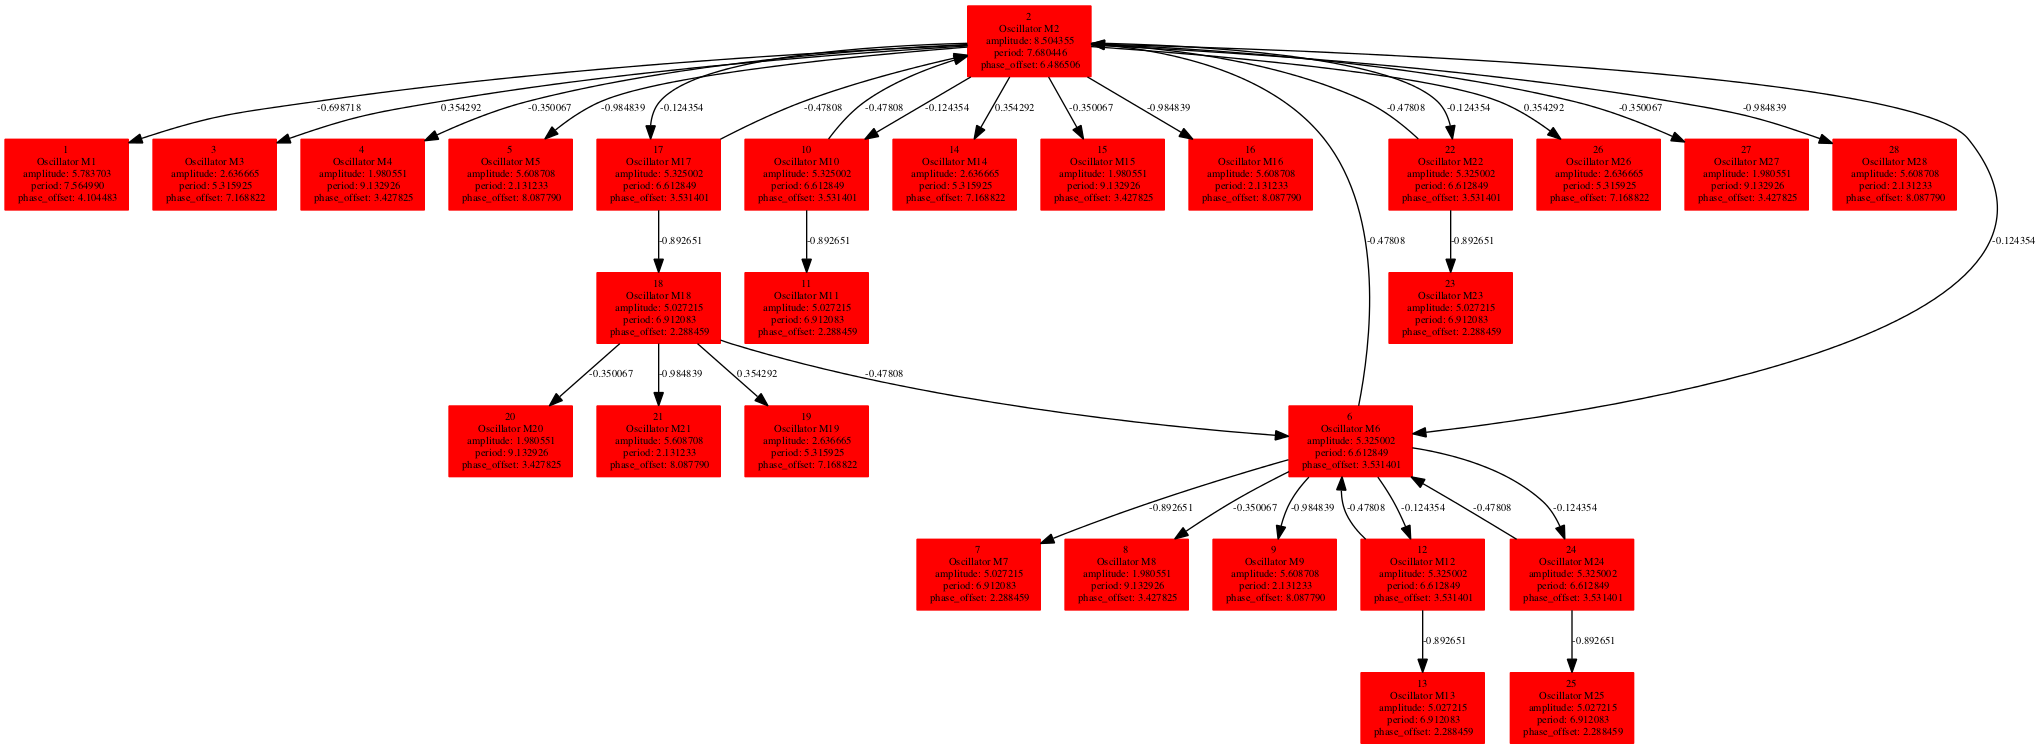 2
Oscillator M2
amplitude: 8.504355
period: 7.680446
phase_offset: 6.486506
-0.698718
0.354292
-0.350067
-0.984839
-0.124354
-0.47808
-0.47808
-0.124354
0.354292
-0.350067
-0.984839
-0.47808
-0.124354
0.354292
-0.350067
-0.984839
1
Oscillator M1
amplitude: 5.783703
period: 7.564990
phase_offset: 4.104483
3
Oscillator M3
amplitude: 2.636665
period: 5.315925
phase_offset: 7.168822
4
Oscillator M4
amplitude: 1.980551
period: 9.132926
phase_offset: 3.427825
5
Oscillator M5
amplitude: 5.608708
period: 2.131233
phase_offset: 8.087790
17
Oscillator M17
amplitude: 5.325002
period: 6.612849
phase_offset: 3.531401
10
Oscillator M10
amplitude: 5.325002
period: 6.612849
phase_offset: 3.531401
14
Oscillator M14
amplitude: 2.636665
period: 5.315925
phase_offset: 7.168822
15
Oscillator M15
amplitude: 1.980551
period: 9.132926
phase_offset: 3.427825
16
Oscillator M16
amplitude: 5.608708
period: 2.131233
phase_offset: 8.087790
22
Oscillator M22
amplitude: 5.325002
period: 6.612849
phase_offset: 3.531401
26
Oscillator M26
amplitude: 2.636665
period: 5.315925
phase_offset: 7.168822
27
Oscillator M27
amplitude: 1.980551
period: 9.132926
phase_offset: 3.427825
28
Oscillator M28
amplitude: 5.608708
period: 2.131233
phase_offset: 8.087790
-0.892651
-0.892651
-0.47808
-0.892651
-0.124354
18
Oscillator M18
amplitude: 5.027215
period: 6.912083
phase_offset: 2.288459
11
Oscillator M11
amplitude: 5.027215
period: 6.912083
phase_offset: 2.288459
23
Oscillator M23
amplitude: 5.027215
period: 6.912083
phase_offset: 2.288459
-0.350067
-0.984839
0.354292
-0.47808
20
Oscillator M20
amplitude: 1.980551
period: 9.132926
phase_offset: 3.427825
21
Oscillator M21
amplitude: 5.608708
period: 2.131233
phase_offset: 8.087790
19
Oscillator M19
amplitude: 2.636665
period: 5.315925
phase_offset: 7.168822
6
Oscillator M6
amplitude: 5.325002
period: 6.612849
phase_offset: 3.531401
-0.892651
-0.350067
-0.984839
-0.47808
-0.124354
-0.47808
-0.124354
7
Oscillator M7
amplitude: 5.027215
period: 6.912083
phase_offset: 2.288459
8
Oscillator M8
amplitude: 1.980551
period: 9.132926
phase_offset: 3.427825
9
Oscillator M9
amplitude: 5.608708
period: 2.131233
phase_offset: 8.087790
12
Oscillator M12
amplitude: 5.325002
period: 6.612849
phase_offset: 3.531401
24
Oscillator M24
amplitude: 5.325002
period: 6.612849
phase_offset: 3.531401
-0.892651
-0.892651
13
Oscillator M13
amplitude: 5.027215
period: 6.912083
phase_offset: 2.288459
25
Oscillator M25
amplitude: 5.027215
period: 6.912083
phase_offset: 2.288459